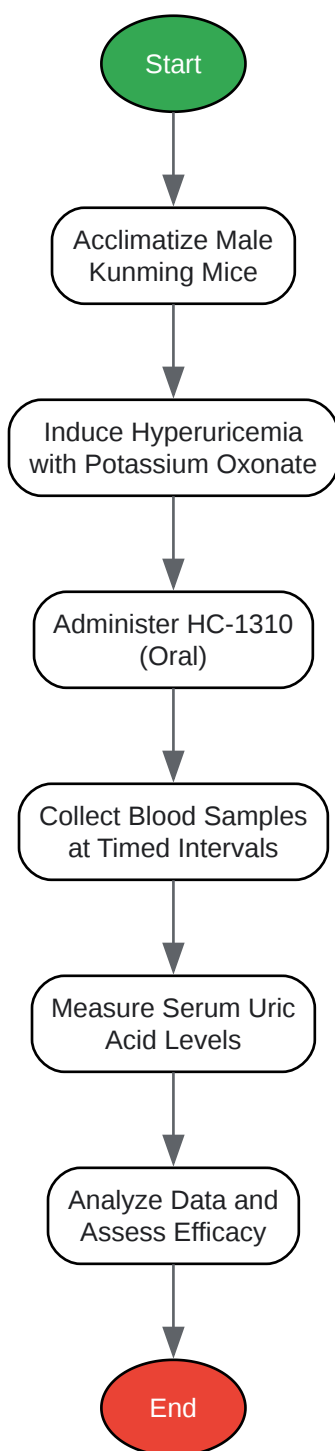 Start
Acclimatize Male
Kunming Mice
Induce Hyperuricemia
with Potassium Oxonate
Administer HC-1310
(Oral)
Collect Blood Samples
at Timed Intervals
Measure Serum Uric
Acid Levels
Analyze Data and
Assess Efficacy
End